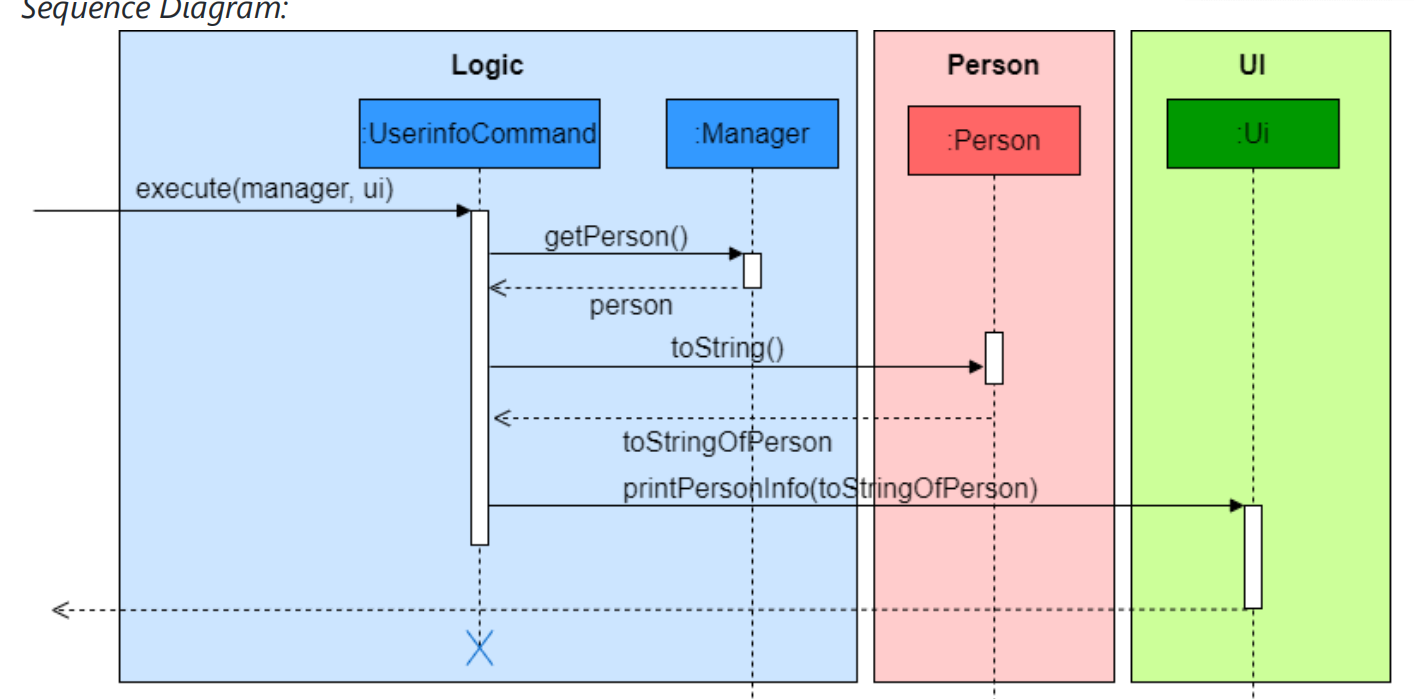 Sequence Diagram:
Logic
Person
UI
:UserinfoCommand
:Manager
:Person
:Ui
execute(manager, ui)
getPerson()
person
toString()
toStringOfPerson
printPersonInfo(toStringOfPerson)